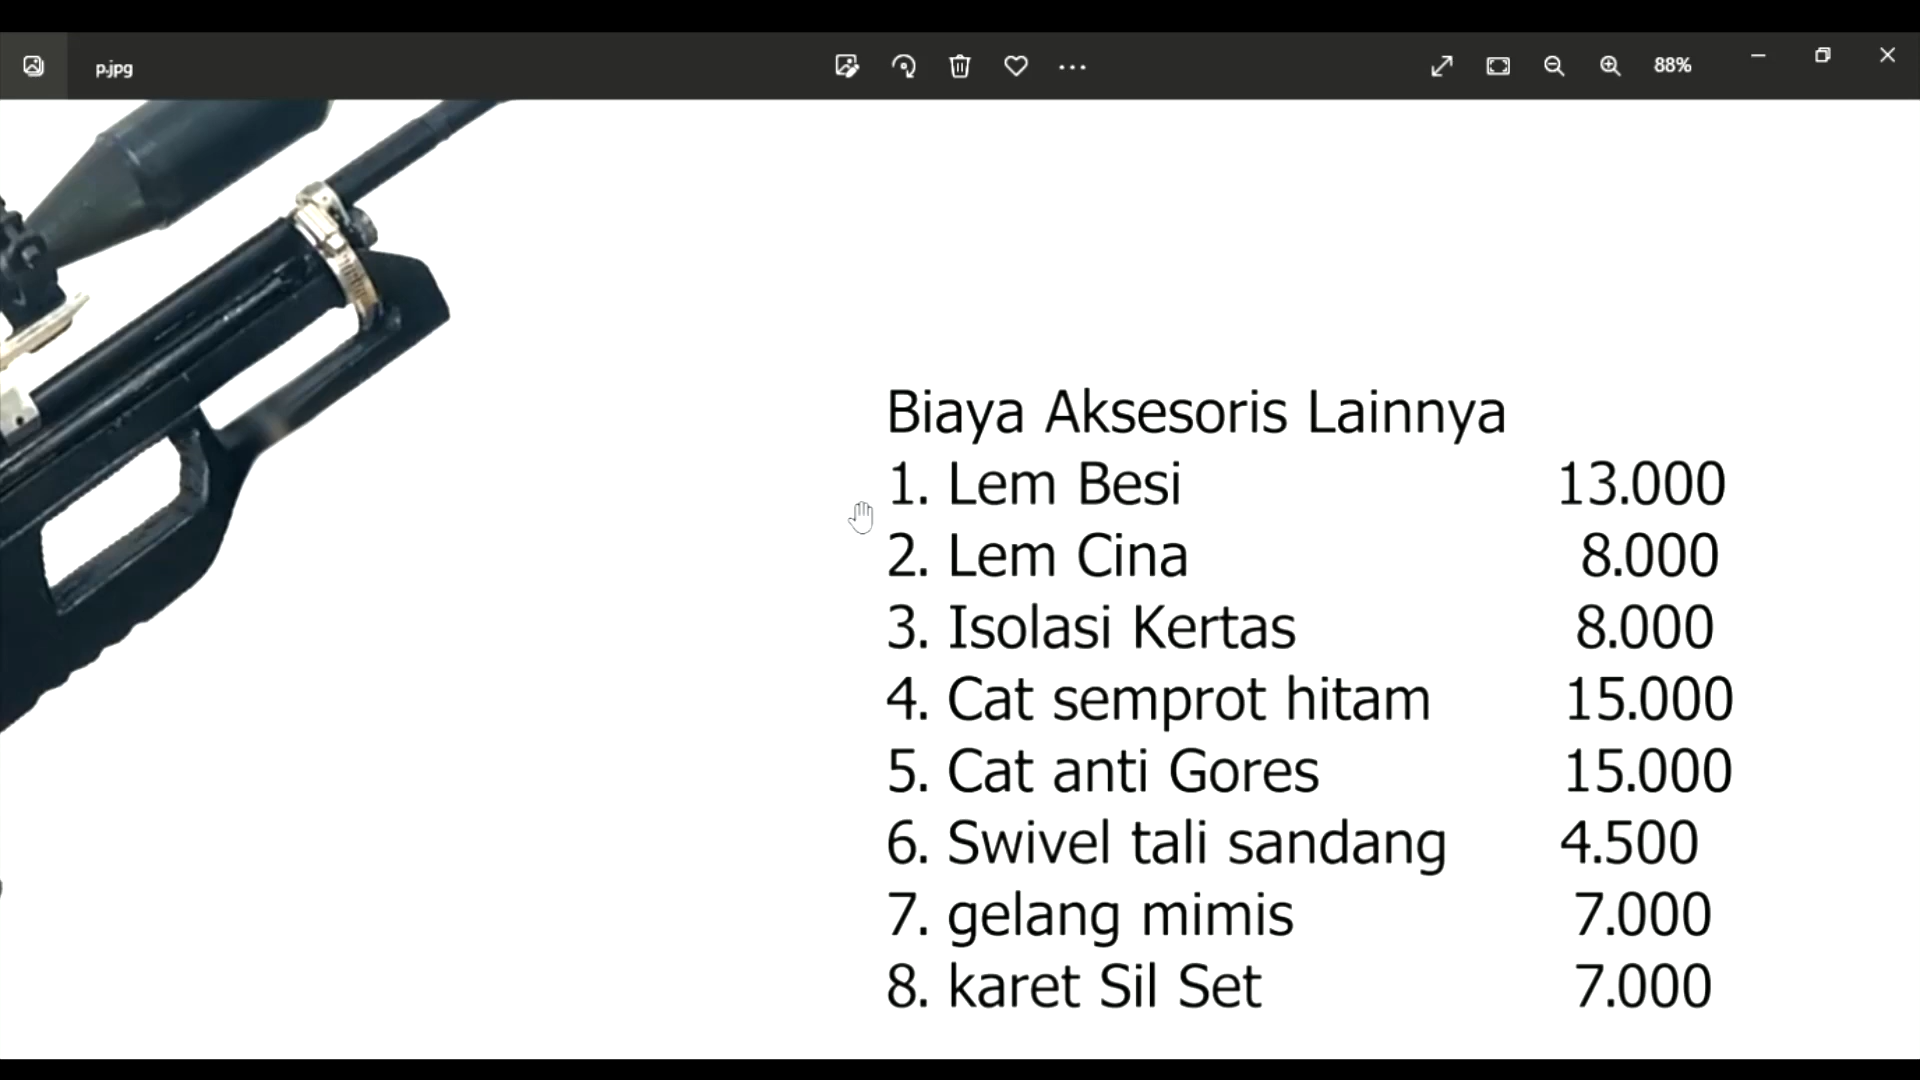 p.jpg
88%
Biaya Aksesoris Lainnya
1. Lem Besi 13.000
2. Lem Cina 8.000
3. Isolasi Kertas 8.000
4. Cat semprot hitam 15.000
5. Cat anti Gores 15.000
6. Swivel tali sandang 4.500
7. gelang mimis 7.000
8. karet Sil Set 7.000